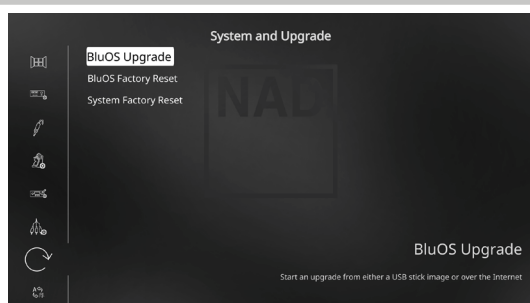 System and Upgrade
BluOS Upgrade
BluOS Factory Reset
System Factory Reset
NAD
BluOS Upgrade
Start an upgrade from either a USB stick image or over the Internet